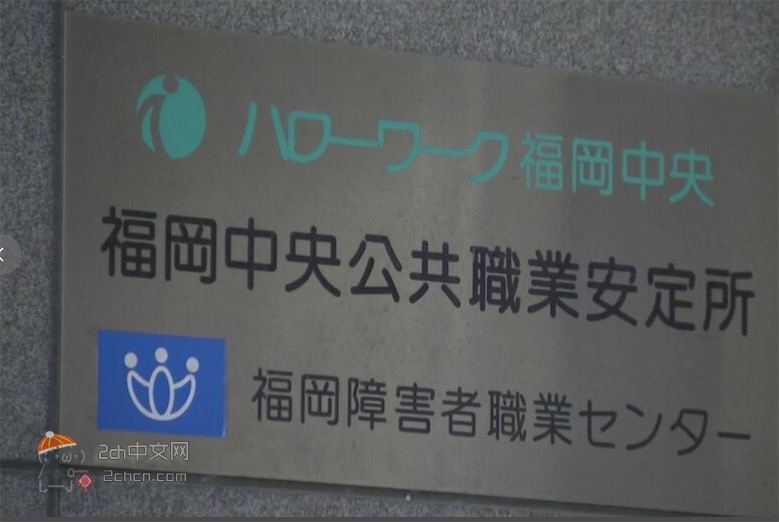 ハローワーク福岡中央
福岡中央公共職業安定所
福岡障害者職業センター
2ch中文网
2chcn.com